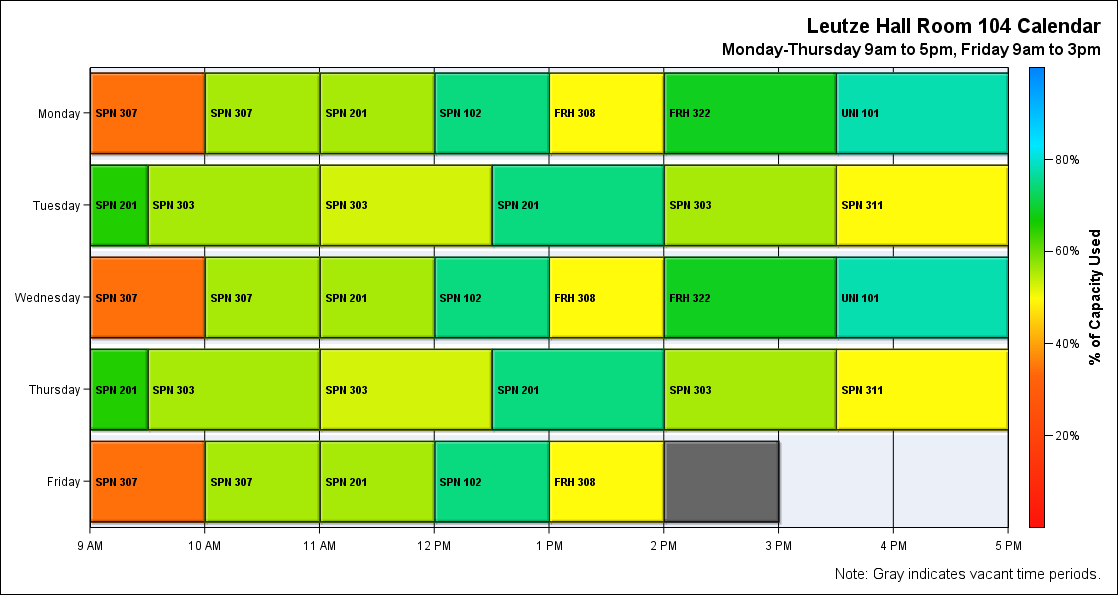 Leutze Hall Room 104 Calendar
Monday-Thursday 9am to 5pm, Friday 9am to 3pm
Monday SPN 307 SPN 307 SPN 201 SPN 102 FRH 308 FRH 322 UNI 101
Tuesday SPN 201 SPN 303 SPN 303 SPN 201 SPN 303 SPN 311
Wednesday SPN 307 SPN 307 SPN 201 SPN 102 FRH 308 FRH 322 UNI 101
Thursday SPN 201 SPN 303 SPN 303 SPN 201 SPN 303 SPN 311
Friday SPN 307 SPN 307 SPN 201 SPN 102 FRH 308
9 AM 10 AM 11 AM 12 PM 1 PM 2 PM 3 PM 4 PM 5 PM
80%
60%
40%
20%
% of Capacity Used
Note: Gray indicates vacant time periods.